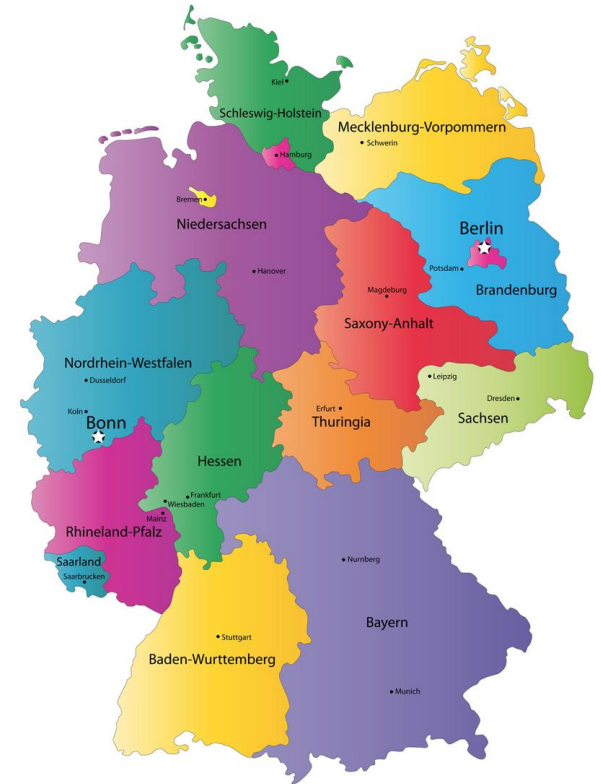 Kiel
Schleswig-Holstein
Mecklenburg-Vorpommern
Schwerin
Hamburg
Bremen
Niedersachsen
Berlin
Potsdam
Hanover
Brandenburg
Magdeburg
Saxony-Anhalt
Nordrhein-Westfalen
Dusseldorf
Leipzig
Dresden
Koln
Bonn
Erfurt
Thuringia
Sachsen
Hessen
Frankfurt
Wiesbaden
Mainz
Rhineland-Pfalz
Saarland
Saarbrucken
Nurnberg
Bayern
Stuttgart
Baden-Wurttemberg
Munich